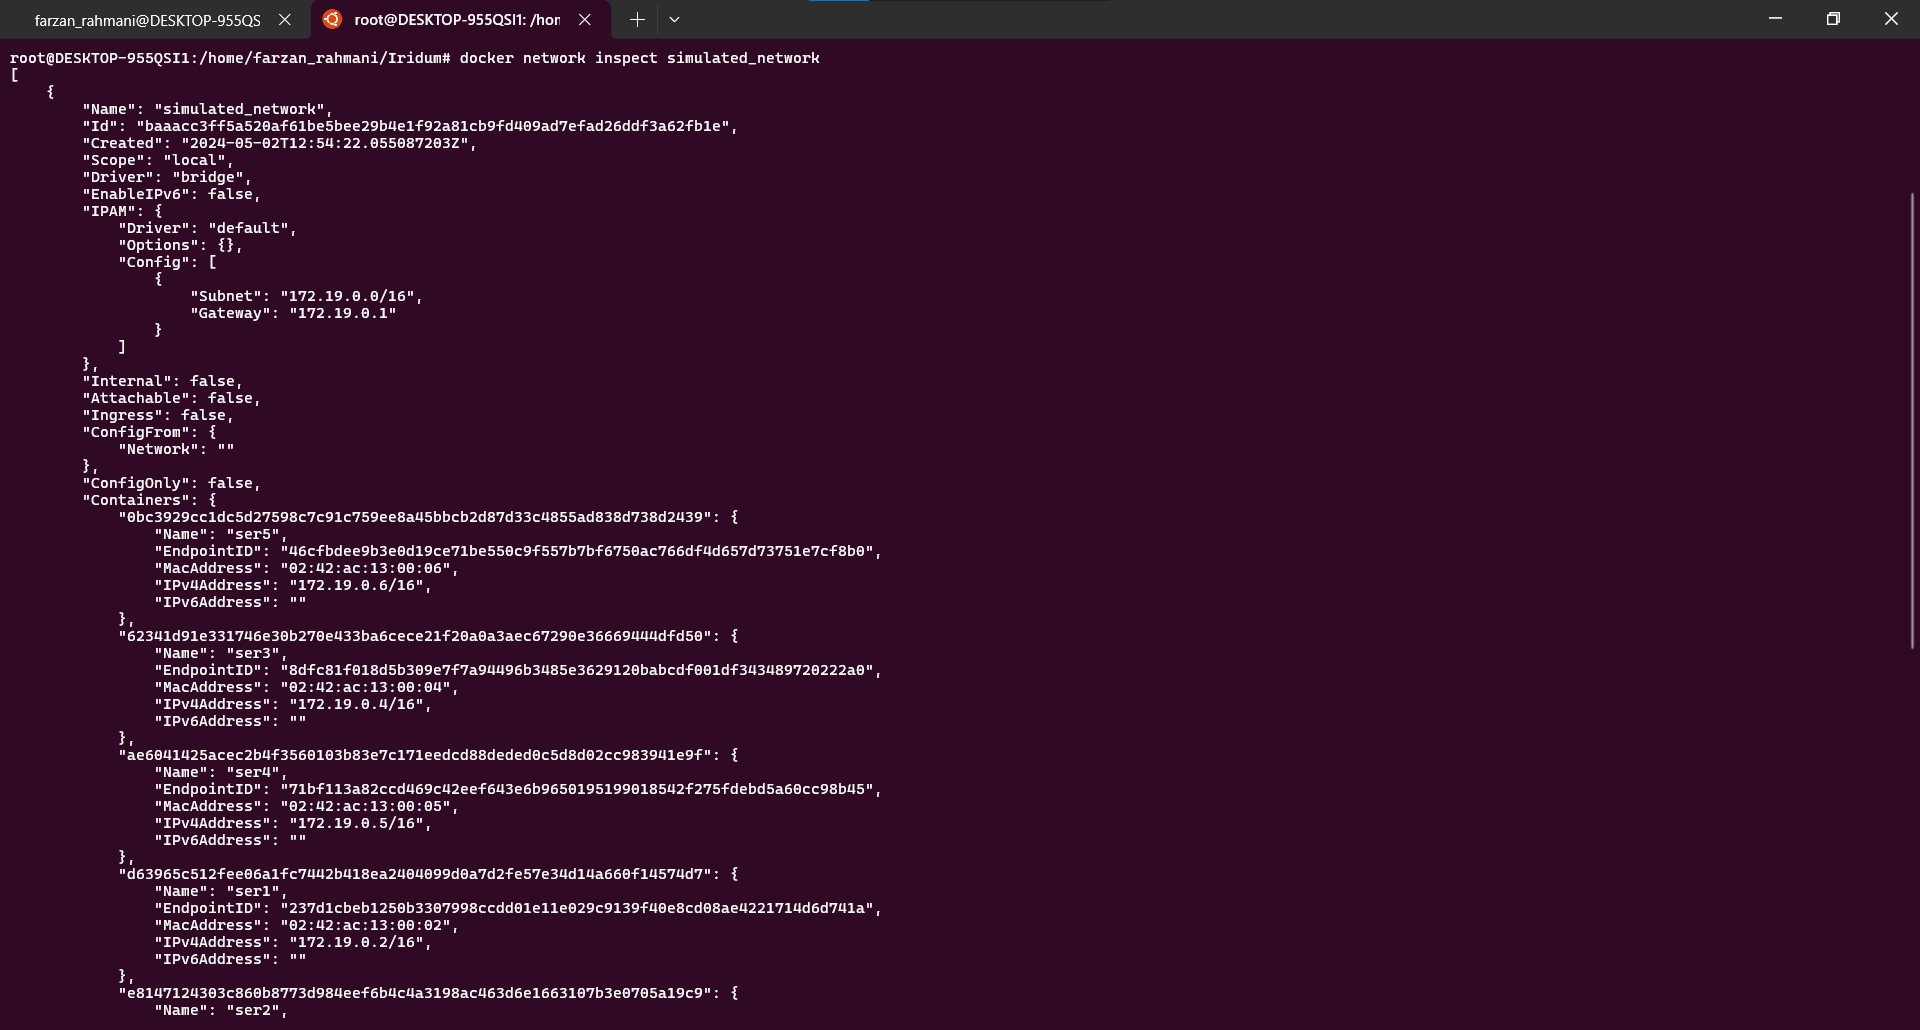 farzan_rahmani@DESKTOP-955QS
root@DESKTOP-955QSI1: /hor
root@DESKTOP-955QSI1:/home/farzan_rahmani/Iridum# docker network inspect simulated_network
[
    {
        "Name": "simulated_network",
        "Id": "baaacc3ff5a520af61be5bee29b4e1f92a81cb9fd409ad7efad26ddf3a62fb1e",
        "Created": "2024-05-02T12:54:22.055087203Z",
        "Scope": "local",
        "Driver": "bridge",
        "EnableIPv6": false,
        "IPAM": {
            "Driver": "default",
            "Options": {},
            "Config": [
                {
                    "Subnet": "172.19.0.0/16",
                    "Gateway": "172.19.0.1"
                }
            ]
        },
        "Internal": false,
        "Attachable": false,
        "Ingress": false,
        "ConfigFrom": {
            "Network": ""
        },
        "ConfigOnly": false,
        "Containers": {
            "0bc3929cc1dc5d27598c7c91c759ee8a45bbcb2d87d33c4855ad838d738d2439": {
                "Name": "ser5",
                "EndpointID": "46cfbdee9b3e0d19ce71be550c9f557b7bf6750ac766df4d657d73751e7cf8b0",
                "MacAddress": "02:42:ac:13:00:06",
                "IPv4Address": "172.19.0.6/16",
                "IPv6Address": ""
            },
            "62341d91e331746e30b270e433ba6cece21f20a0a3aec67290e36669444dfd50": {
                "Name": "ser3",
                "EndpointID": "8dfc81f018d5b309e7f7a94496b3485e3629120babcdf001df343489720222a0",
                "MacAddress": "02:42:ac:13:00:04",
                "IPv4Address": "172.19.0.4/16",
                "IPv6Address": ""
            },
            "ae6041425acec2b4f3560103b83e7c171eedcd88deded0c5d8d02cc983941e9f": {
                "Name": "ser4",
                "EndpointID": "71bf113a82ccd469c42eef643e6b9650195199018542f275fdebd5a60cc98b45",
                "MacAddress": "02:42:ac:13:00:05",
                "IPv4Address": "172.19.0.5/16",
                "IPv6Address": ""
            },
            "d63965c512fee06a1fc7442b418ea2404099d0a7d2fe57e34d14a660f14574d7": {
                "Name": "ser1",
                "EndpointID": "237d1cbeb1250b3307998ccdd01e11e029c9139f40e8cd08ae4221714d6d741a",
                "MacAddress": "02:42:ac:13:00:02",
                "IPv4Address": "172.19.0.2/16",
                "IPv6Address": ""
            },
            "e8147124303c860b8773d984eef6b4c4a3198ac463d6e1663107b3e0705a19c9": {
                "Name": "ser2",